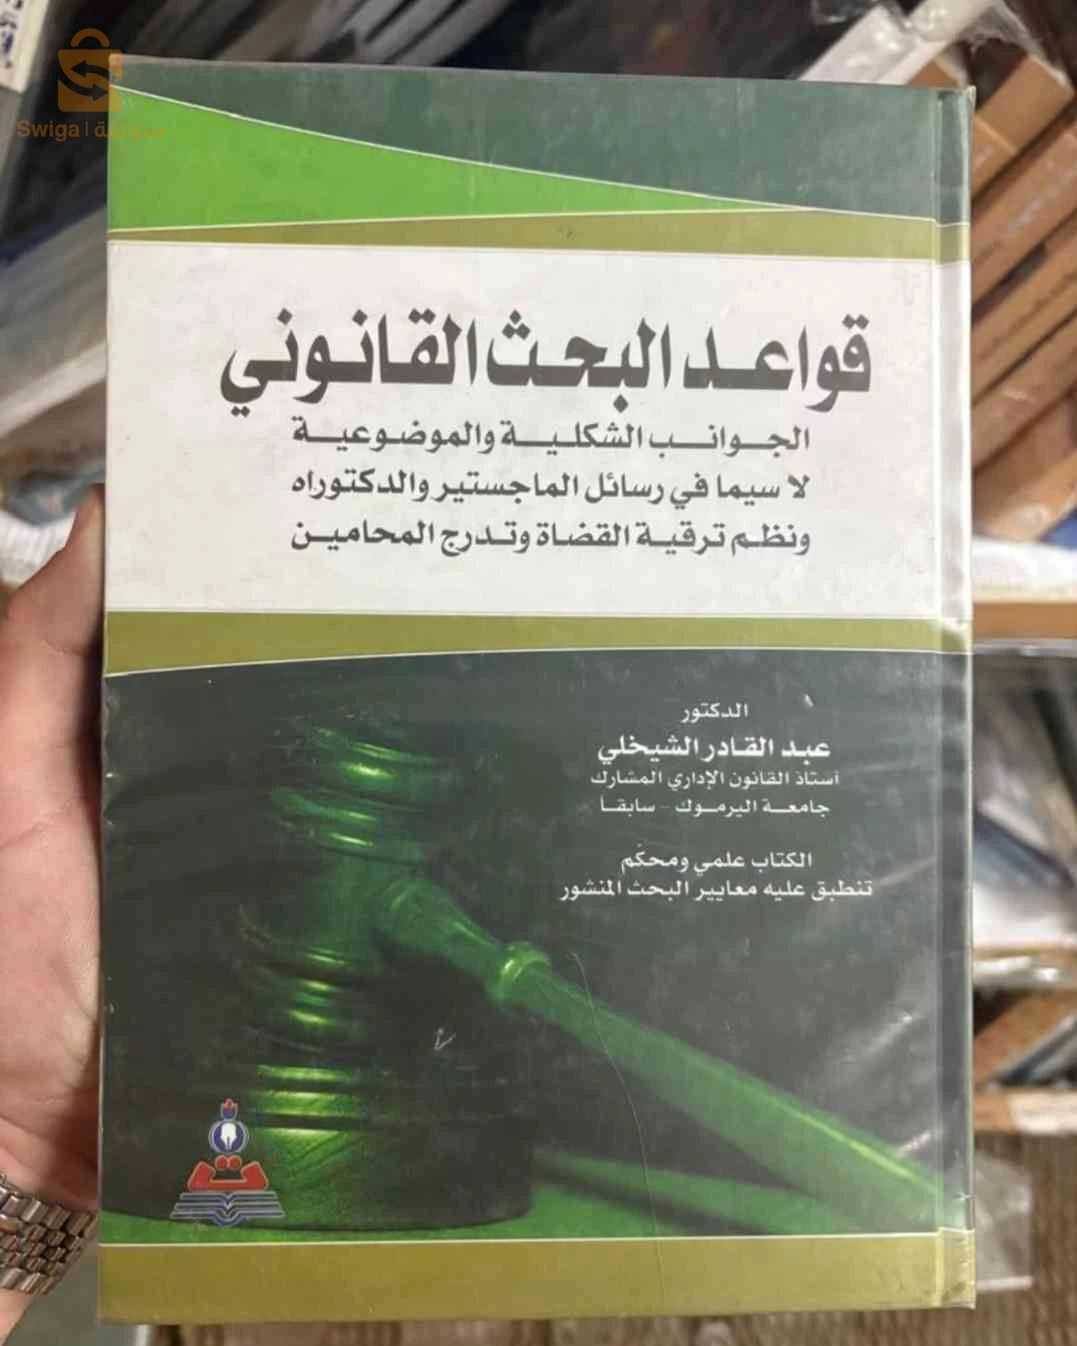 Swiga | سويقة
قواعد البحث القانوني
الجوانب الشكلية والموضوعية
لا سيما في رسائل الماجستير والدكتوراه
ونظم ترقية القضاة وتدرج المحامين
الدكتور
عبد القادر الشيخلي
أستاذ القانون الإداري المشارك
جامعة اليرموك - سابقاً
الكتاب علمي ومحكّم
تنطبق عليه معايير البحث المنشور